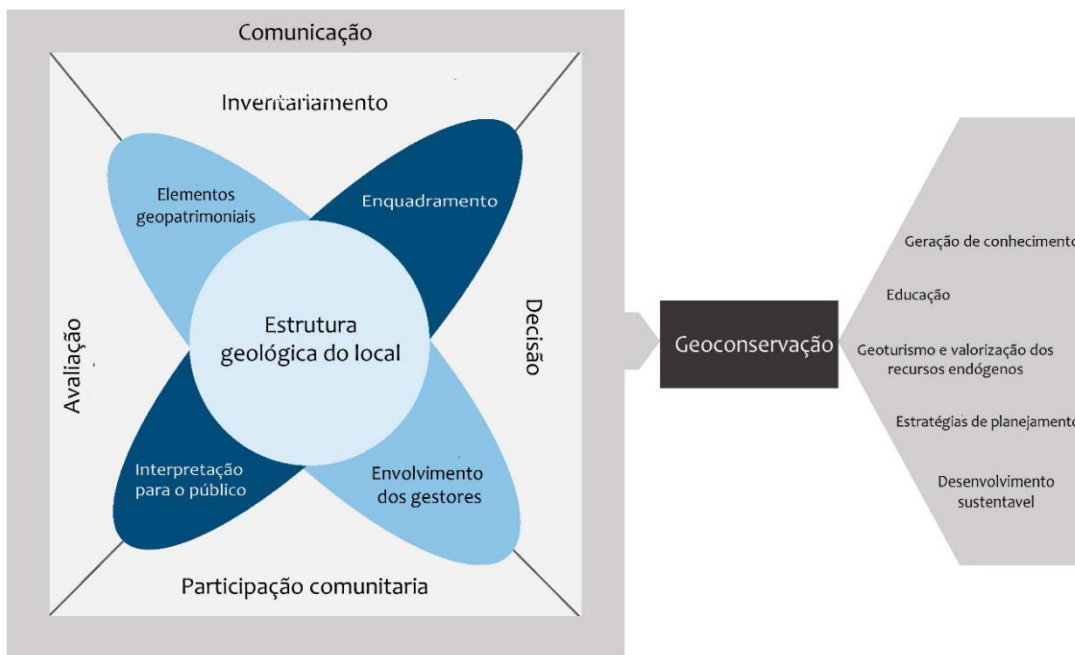 Comunicação
Inventariamento
Elementos
geopatrimoniais
Enquadramento
Estrutura
geológica do local
Avaliação
Decisão
Interpretação
para o público
Envolvimento
dos gestores
Participação comunitaria
Geoconservação
Geração de conhecimento
Educação
Geoturismo e valorização dos
recursos endógenos
Estratégias de planejamento
Desenvolvimento
sustentavel